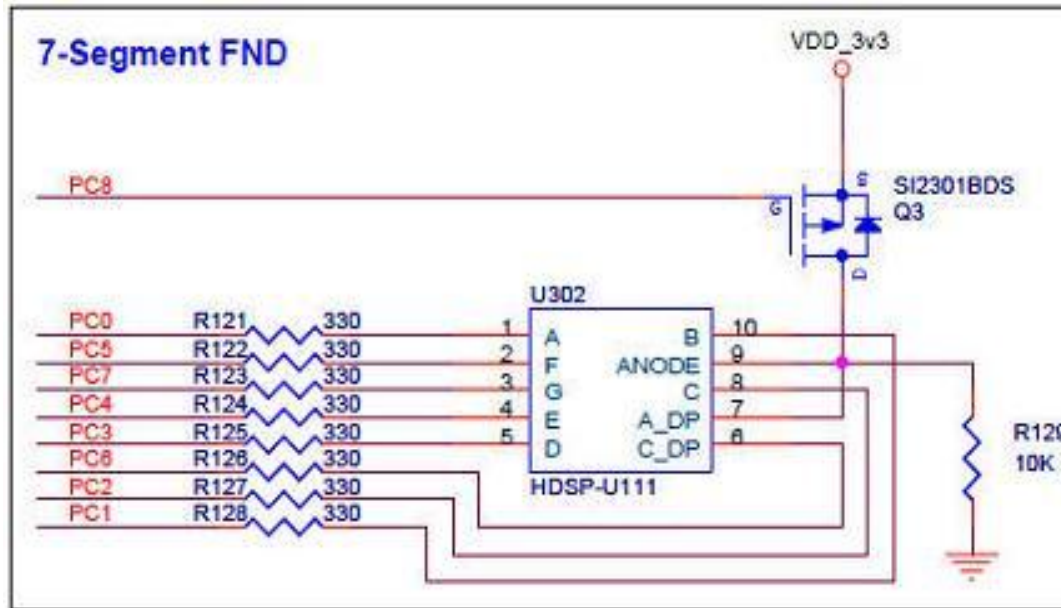 7-Segment FND
VDD_3v3
PC8
S
G
SI2301BDS
Q3
D
U302
PC0 R121 330 1 A B 10
PC5 R122 330 2 F ANODE 9
PC7 R123 330 3 G C 8
PC4 R124 330 4 E A_DP 7
PC3 R125 330 5 D C_DP 6
PC6 R126 330
HDSP-U111
PC2 R127 330
PC1 R128 330
R129
10K